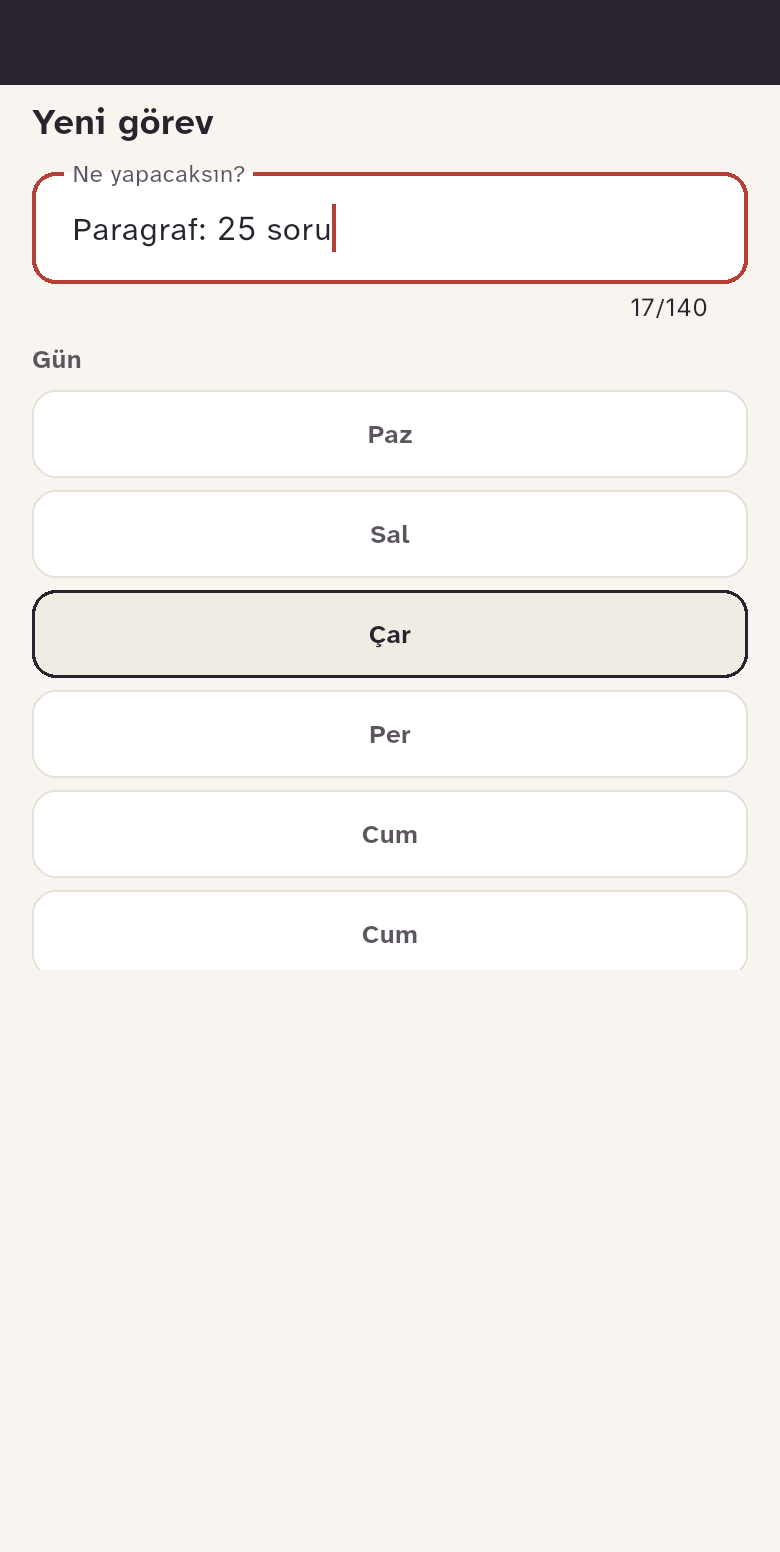 Yeni görev
Ne yapacaksın?
Paragraf: 25 soru
17/140
Gün
Paz
Sal
Çar
Per
Cum
Cum